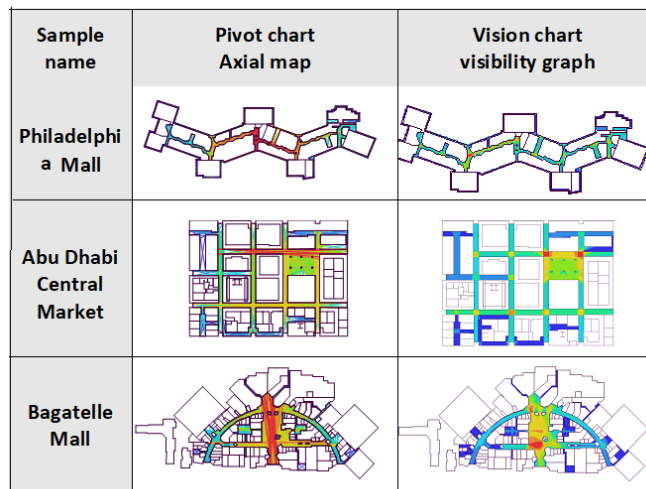 Sample
name
Pivot chart
Axial map
Vision chart
visibility graph
Philadelphi
a Mall
Abu Dhabi
Central
Market
Bagatelle
Mall